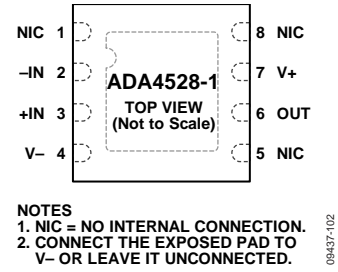 NIC 1
–IN 2
+IN 3
V– 4
ADA4528-1
TOP VIEW
(Not to Scale)
8 NIC
7 V+
6 OUT
5 NIC
NOTES
1. NIC = NO INTERNAL CONNECTION.
2. CONNECT THE EXPOSED PAD TO
V– OR LEAVE IT UNCONNECTED.
09437-102